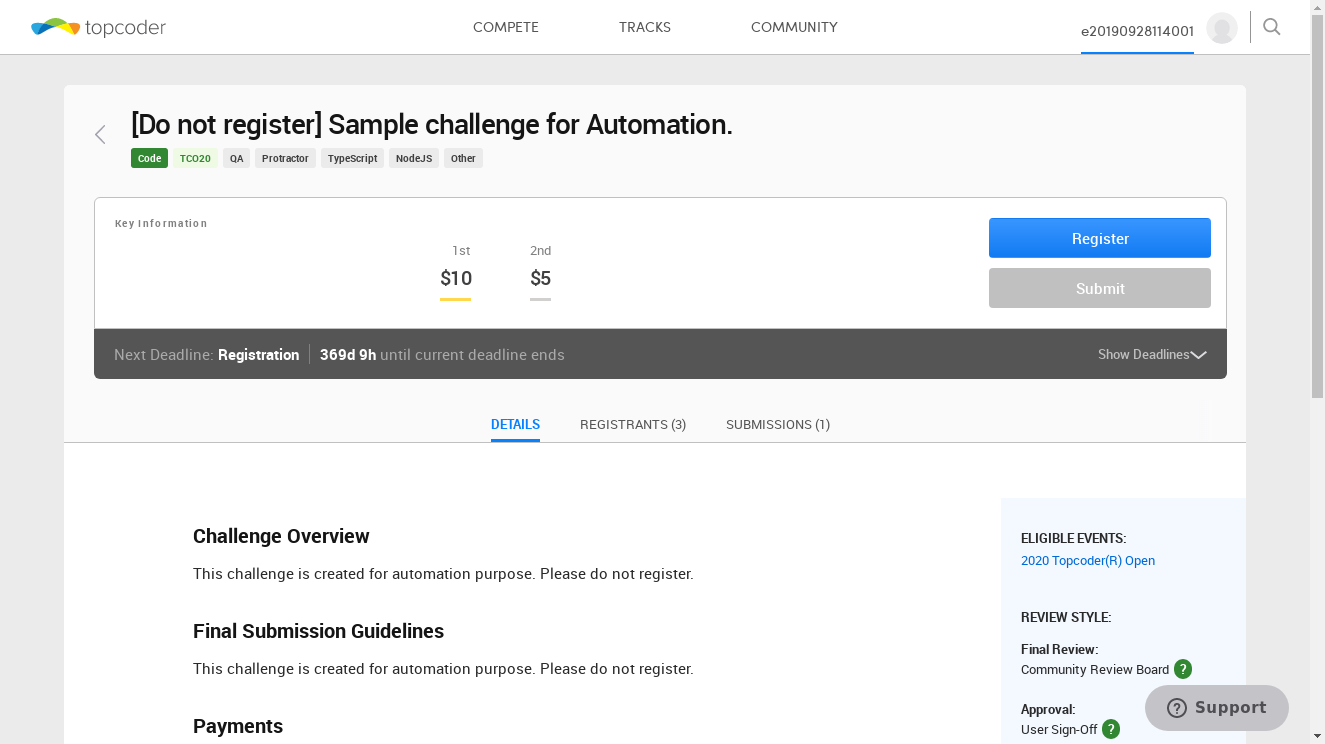 topcoder
COMPETE
TRACKS
COMMUNITY
e20190928114001
[Do not register] Sample challenge for Automation.
Code TCO20 QA Protractor TypeScript NodeJS Other
Key Information
1st
$10
2nd
$5
Register
Submit
Next Deadline: Registration 369d 9h until current deadline ends
Show Deadlines
DETAILS
REGISTRANTS (3)
SUBMISSIONS (1)
Challenge Overview
This challenge is created for automation purpose. Please do not register.
Final Submission Guidelines
This challenge is created for automation purpose. Please do not register.
Payments
ELIGIBLE EVENTS:
2020 Topcoder(R) Open
REVIEW STYLE:
Final Review:
Community Review Board ?
Approval:
User Sign-Off ?
? Support